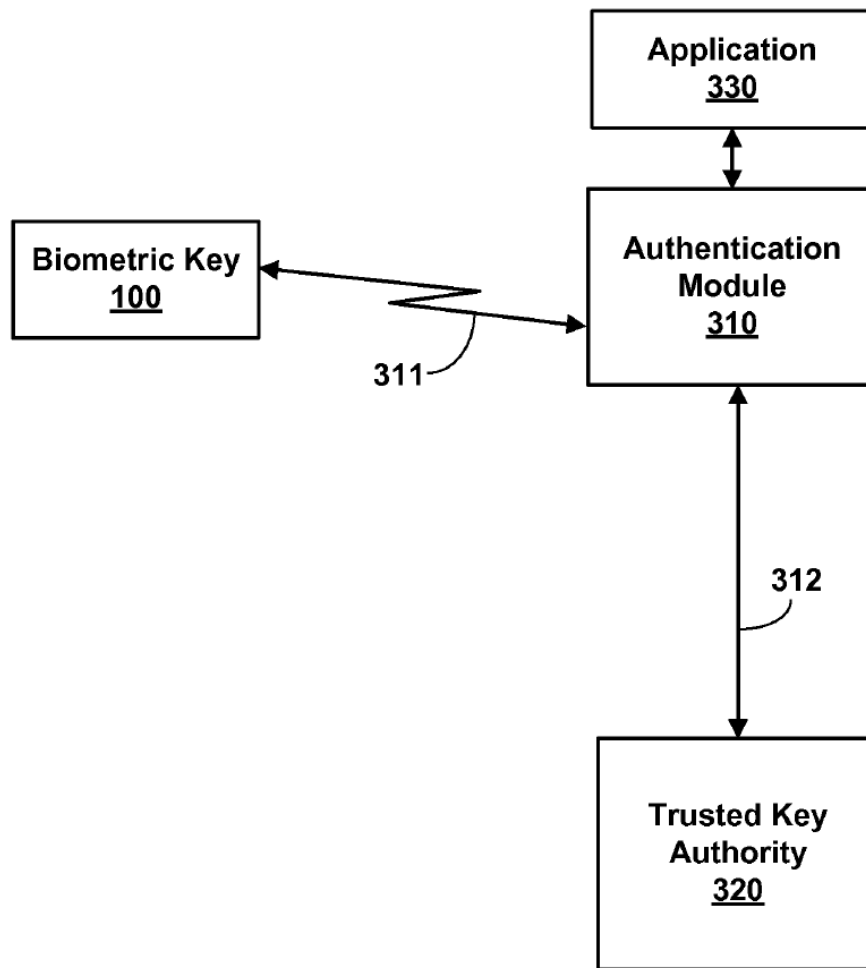 Application
330
Biometric Key
100
Authentication
Module
310
311
312
Trusted Key
Authority
320